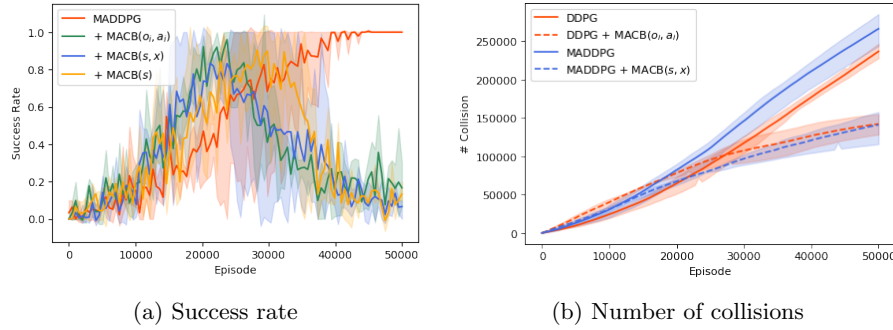 MADDPG
+ MACB(o_i, a_i)
+ MACB(s, x)
+ MACB(s)
1.0
0.8
0.6
0.4
0.2
0.0
Success Rate
0 10000 20000 30000 40000 50000
Episode
(a) Success rate
DDPG
DDPG + MACB(o_i, a_i)
MADDPG
MADDPG + MACB(s, x)
250000
200000
150000
100000
50000
0
# Collision
0 10000 20000 30000 40000 50000
Episode
(b) Number of collisions